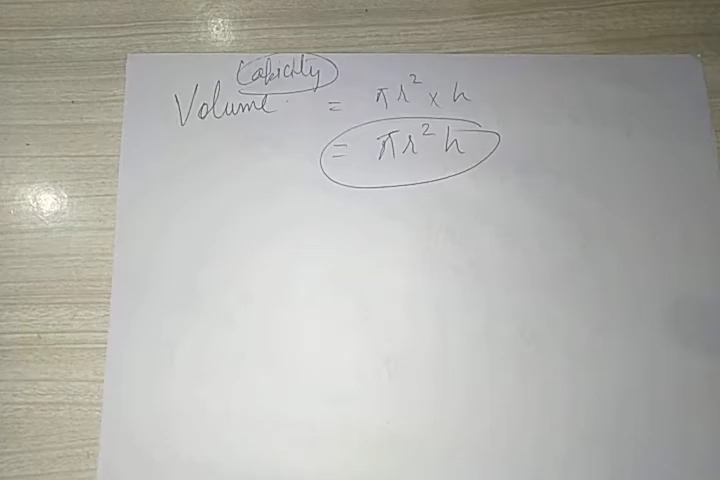 Capacity
Volume = πr² × h
= πr²h